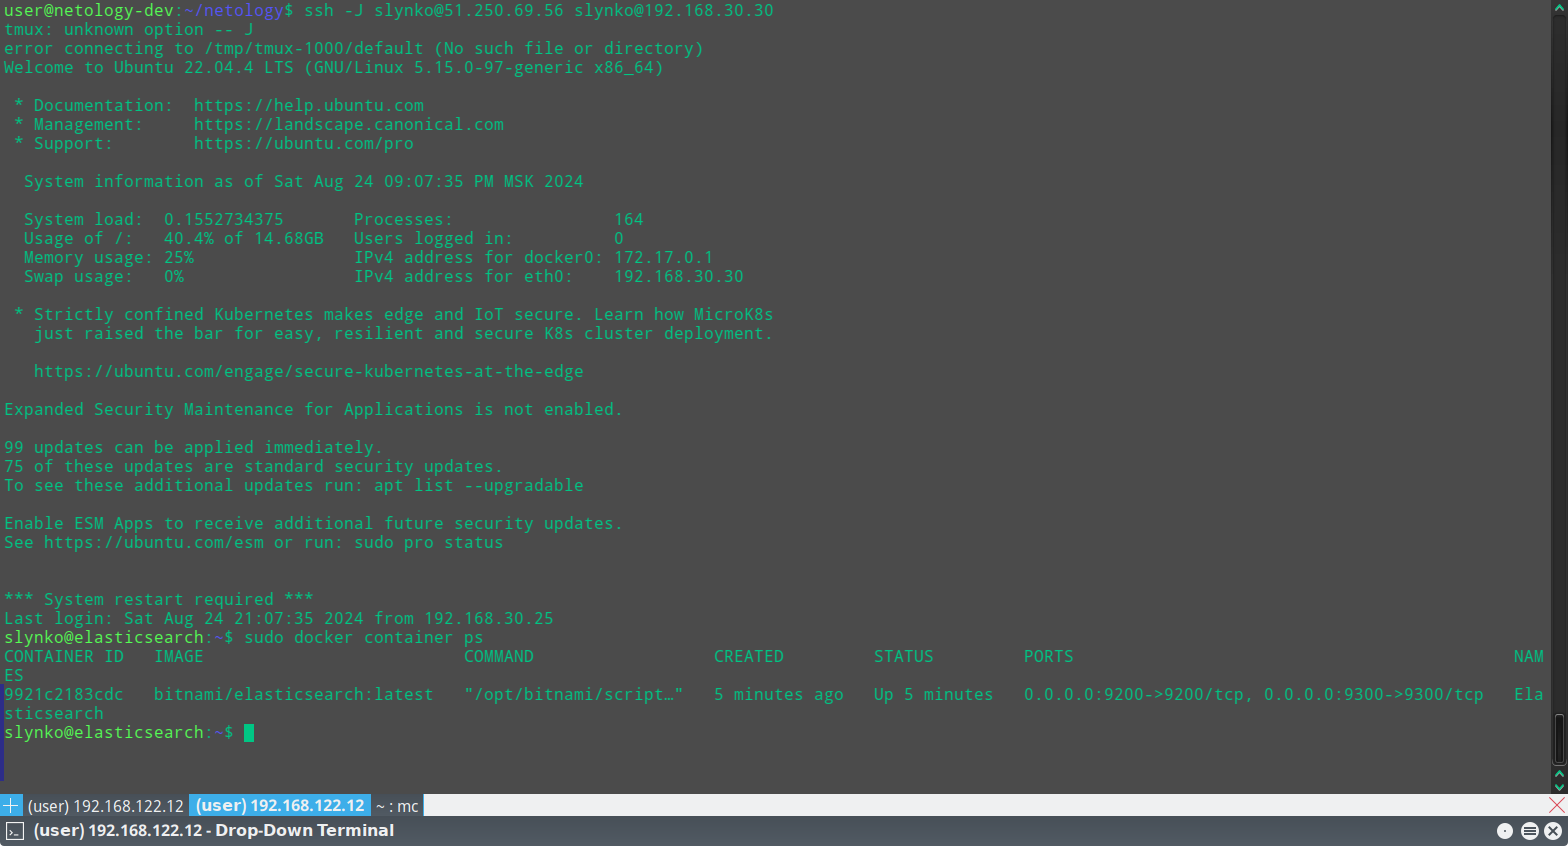 user@netology-dev:~/netology$ ssh -J slynko@51.250.69.56 slynko@192.168.30.30
tmux: unknown option -- J
error connecting to /tmp/tmux-1000/default (No such file or directory)
Welcome to Ubuntu 22.04.4 LTS (GNU/Linux 5.15.0-97-generic x86_64)

 * Documentation:  https://help.ubuntu.com
 * Management:     https://landscape.canonical.com
 * Support:        https://ubuntu.com/pro

  System information as of Sat Aug 24 09:07:35 PM MSK 2024

  System load:  0.1552734375       Processes:                164
  Usage of /:   40.4% of 14.68GB   Users logged in:          0
  Memory usage: 25%                IPv4 address for docker0: 172.17.0.1
  Swap usage:   0%                 IPv4 address for eth0:    192.168.30.30

 * Strictly confined Kubernetes makes edge and IoT secure. Learn how MicroK8s
   just raised the bar for easy, resilient and secure K8s cluster deployment.

   https://ubuntu.com/engage/secure-kubernetes-at-the-edge

Expanded Security Maintenance for Applications is not enabled.

99 updates can be applied immediately.
75 of these updates are standard security updates.
To see these additional updates run: apt list --upgradable

Enable ESM Apps to receive additional future security updates.
See https://ubuntu.com/esm or run: sudo pro status


*** System restart required ***
Last login: Sat Aug 24 21:07:35 2024 from 192.168.30.25
slynko@elasticsearch:~$ sudo docker container ps
CONTAINER ID   IMAGE                          COMMAND                  CREATED         STATUS         PORTS                                            NAM
ES
9921c2183cdc   bitnami/elasticsearch:latest   "/opt/bitnami/script…"   5 minutes ago   Up 5 minutes   0.0.0.0:9200->9200/tcp, 0.0.0.0:9300->9300/tcp   Ela
sticsearch
slynko@elasticsearch:~$
(user) 192.168.122.12 (user) 192.168.122.12 ~ : mc
(user) 192.168.122.12 - Drop-Down Terminal